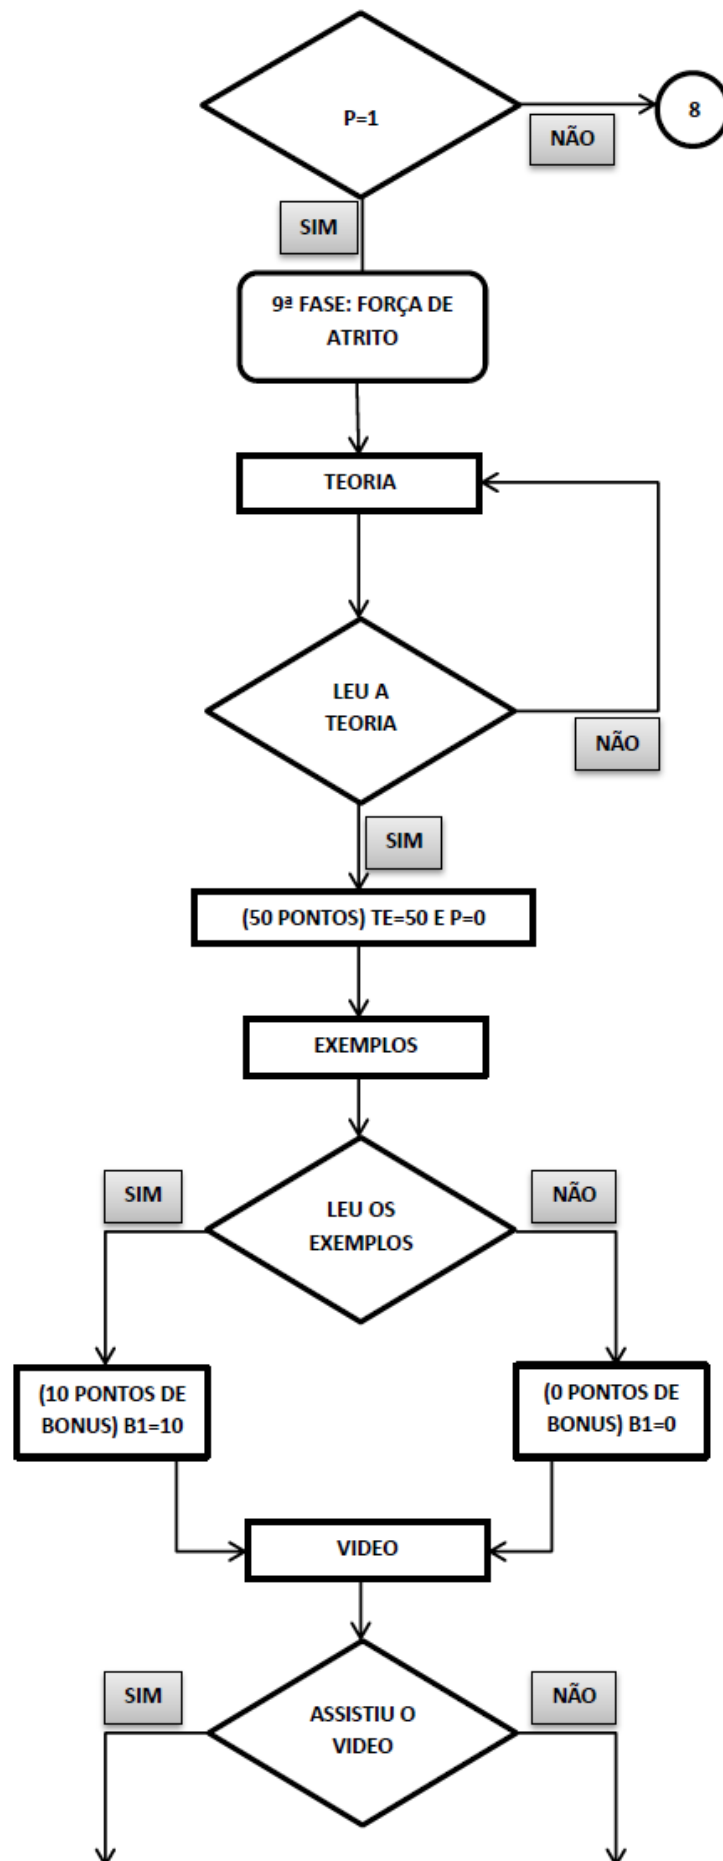 P=1
8
NÃO
SIM
9ª FASE: FORÇA DE
ATRITO
TEORIA
LEU A
TEORIA
NÃO
SIM
(50 PONTOS) TE=50 E P=0
EXEMPLOS
SIM
NÃO
LEU OS
EXEMPLOS
(10 PONTOS DE
BONUS) B1=10
(0 PONTOS DE
BONUS) B1=0
VIDEO
SIM
NÃO
ASSISTIU O
VIDEO